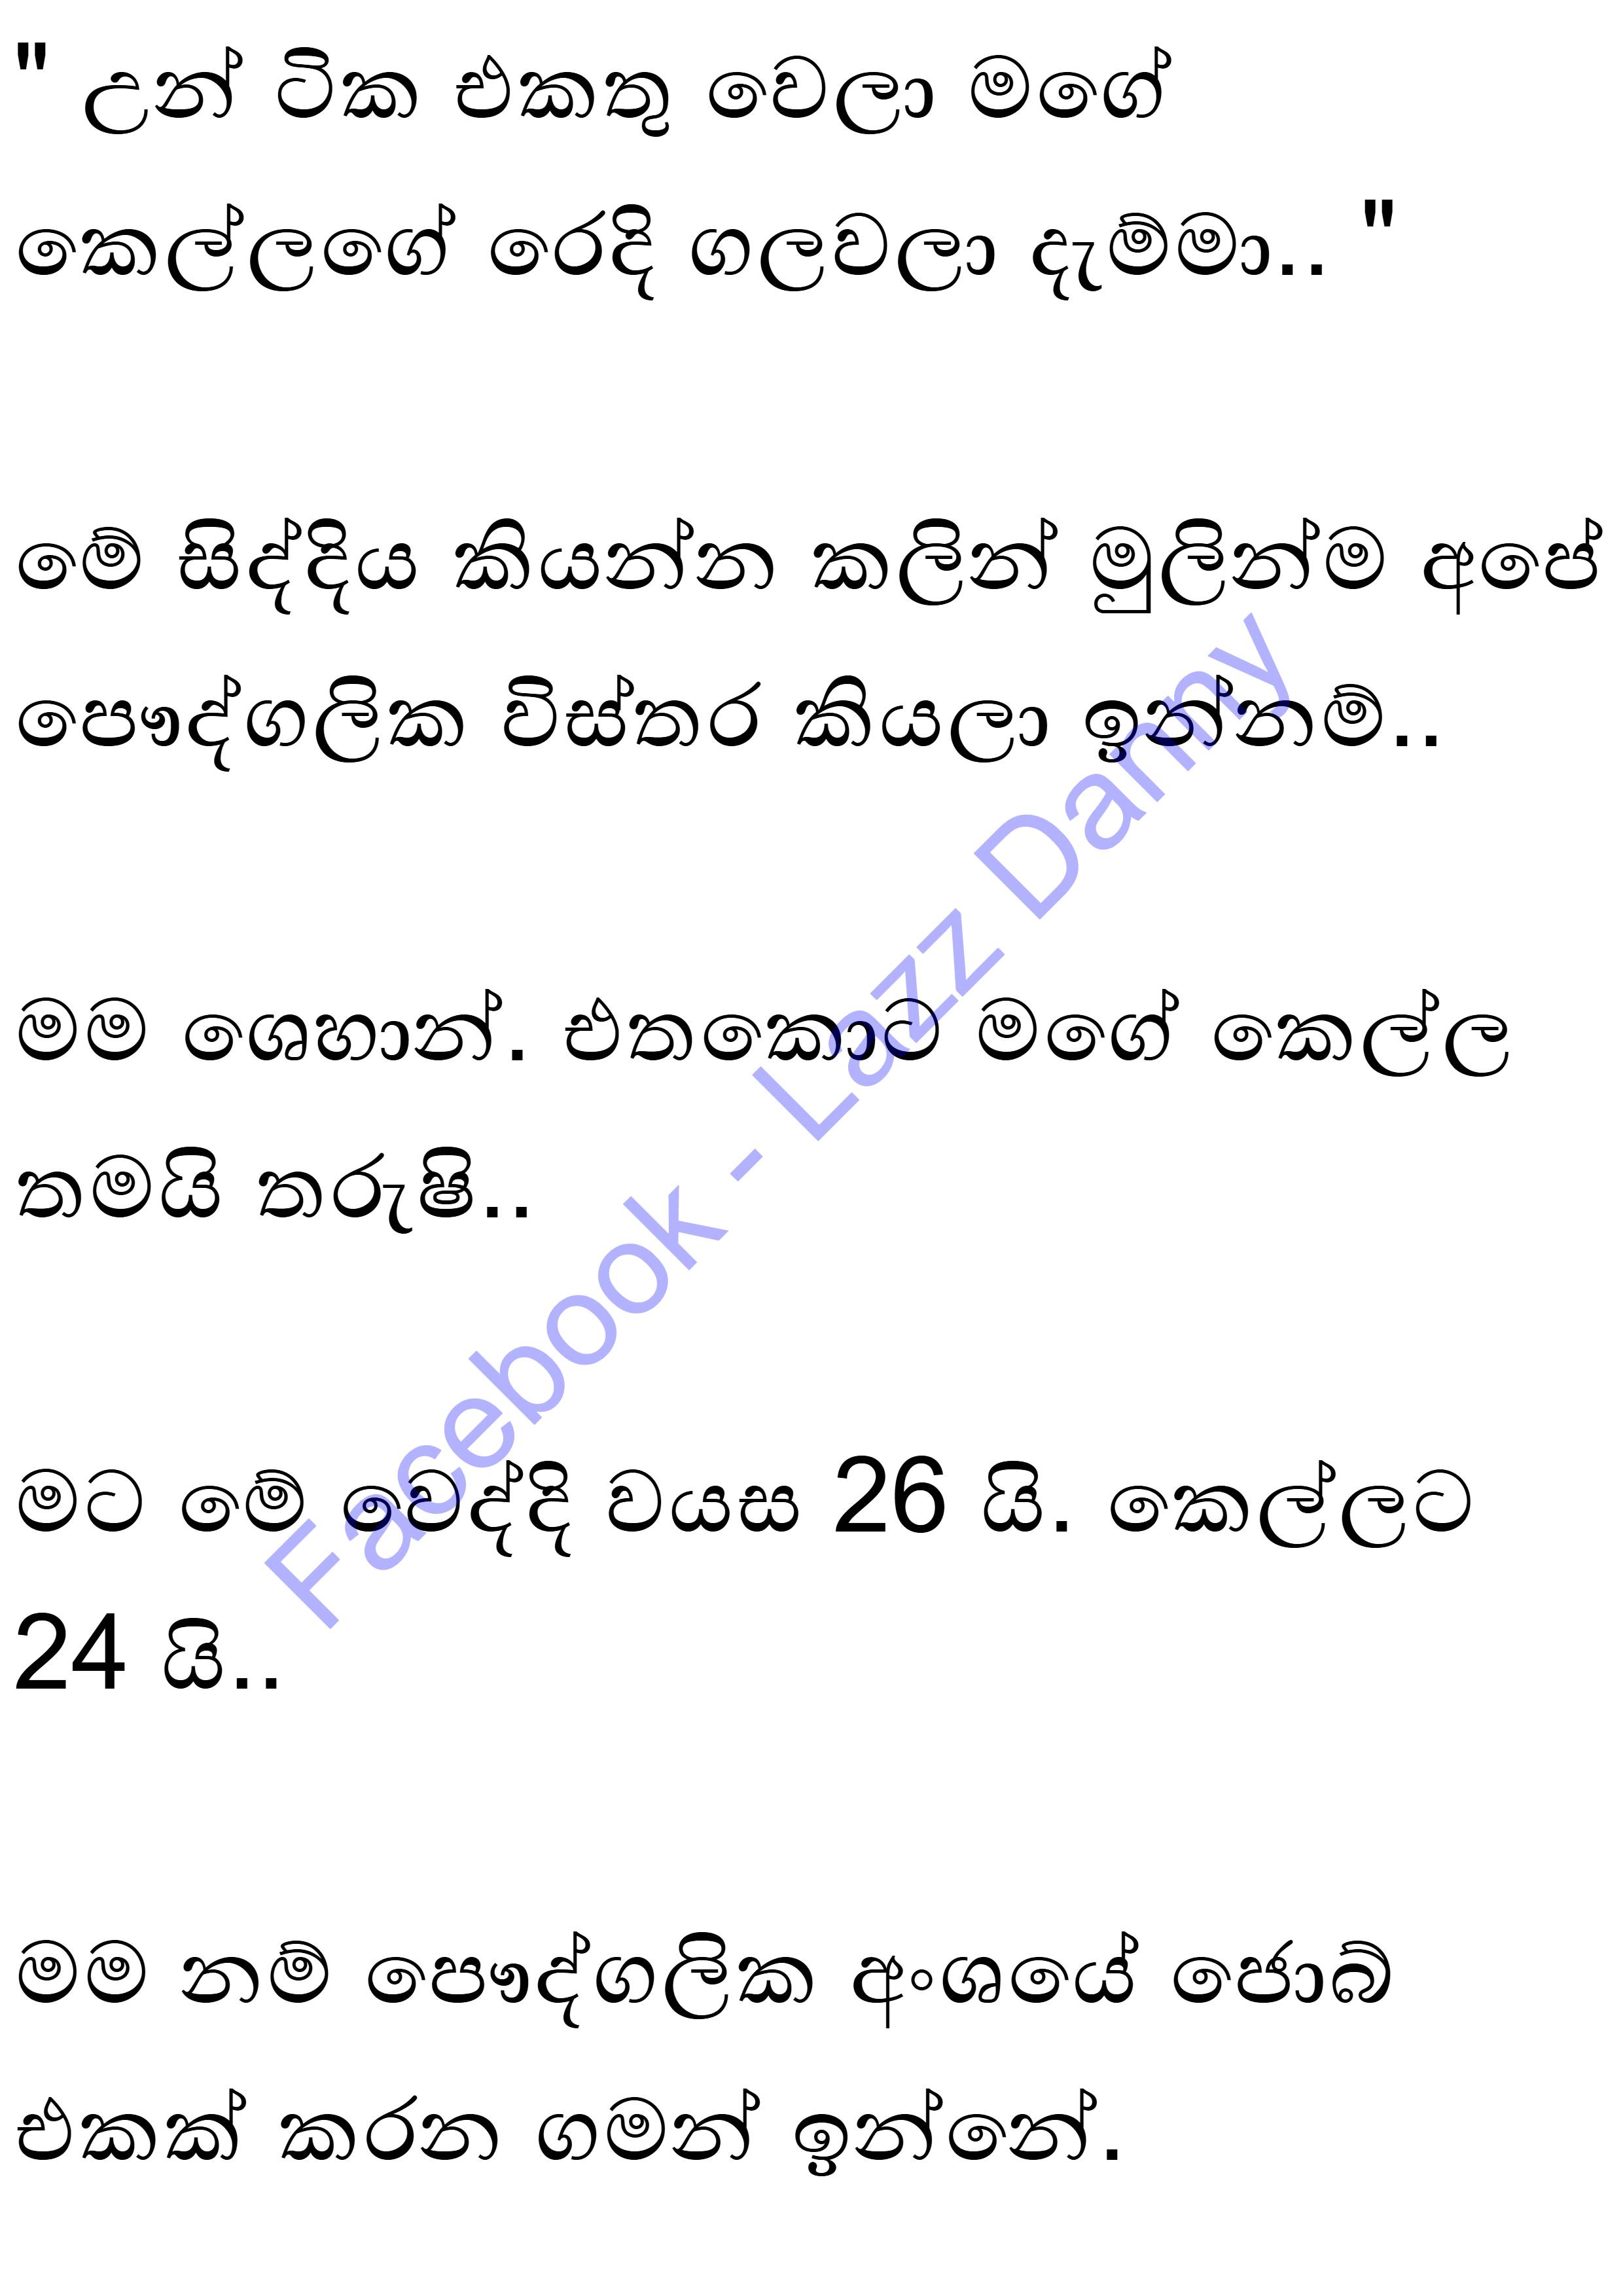 " උන් ටික එකතු වෙලා මගේ
කෙල්ලගේ රෙදි ගලවලා දැම්මා.. "
මේ සිද්දිය කියන්න කලින් මුලින්ම අපේ
පෞද්ගලික විස්තර කියලා ඉන්නම්..
මම ශෙහාන්. එතකොට මගේ කෙල්ල
තමයි තරුෂි..
මට මේ වෙද්දි වයස 26 යි. කෙල්ලට
24 යි..
මම නම් පෞද්ගලික අංශයේ ජොබ්
එකක් කරන ගමන් ඉන්නේ.
Facebook - Lazz Danny